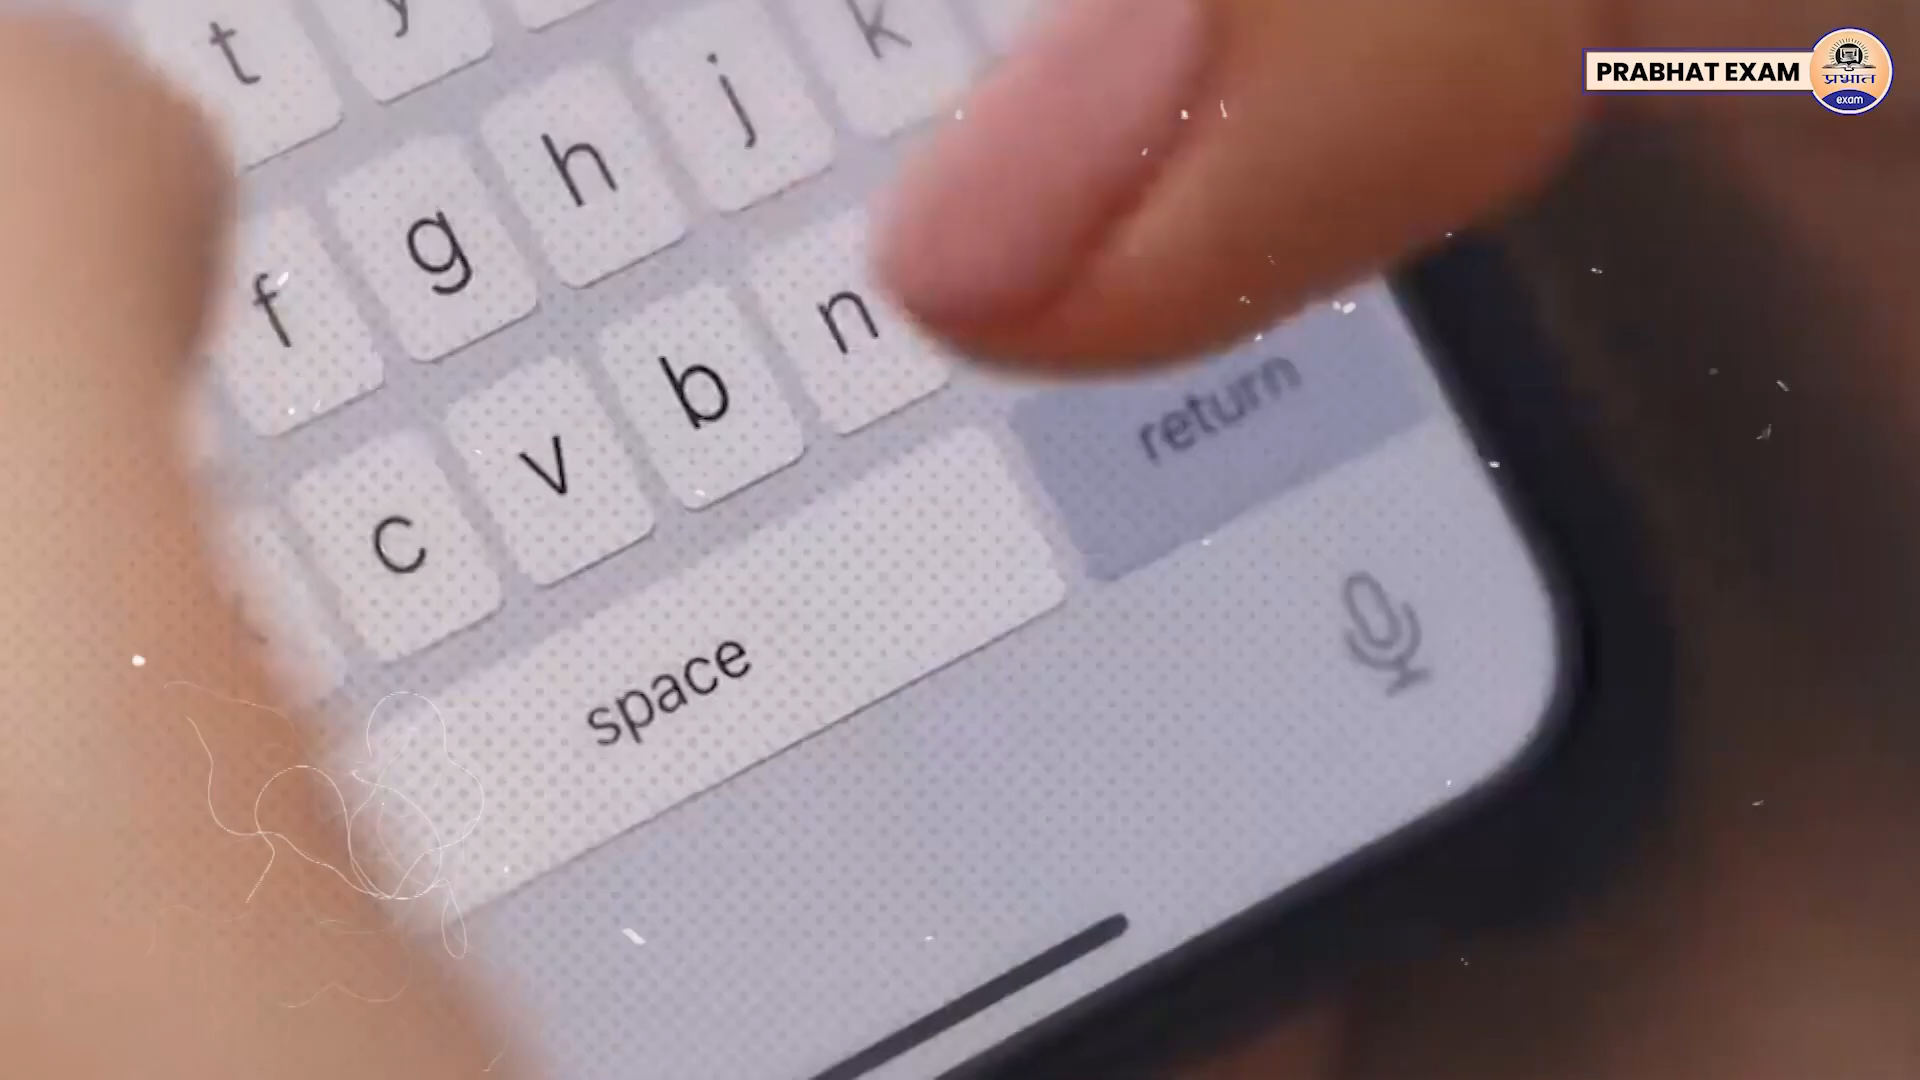 PRABHAT EXAM
प्रभात
exam
t y
g h j k
f
c v b n
space
return